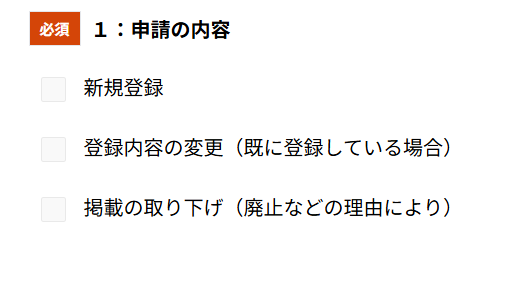 必須 １：申請の内容
新規登録
登録内容の変更（既に登録している場合）
掲載の取り下げ（廃止などの理由により）